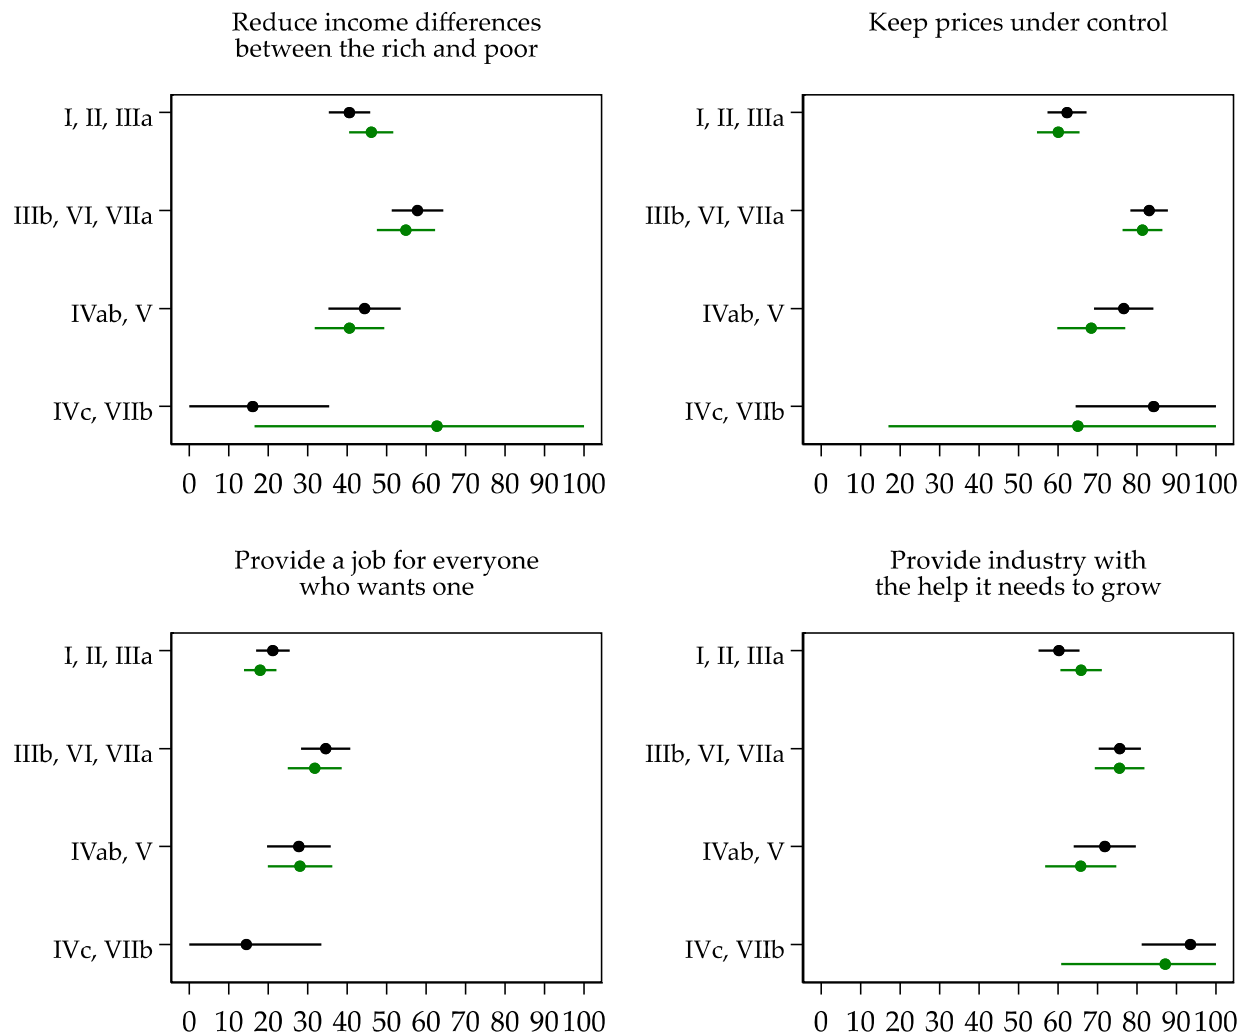 Reduce income differences
between the rich and poor
I, II, IIIa
IIIb, VI, VIIa
IVab, V
IVc, VIIb
0 10 20 30 40 50 60 70 80 90 100
Keep prices under control
I, II, IIIa
IIIb, VI, VIIa
IVab, V
IVc, VIIb
0 10 20 30 40 50 60 70 80 90 100
Provide a job for everyone
who wants one
I, II, IIIa
IIIb, VI, VIIa
IVab, V
IVc, VIIb
0 10 20 30 40 50 60 70 80 90 100
Provide industry with
the help it needs to grow
I, II, IIIa
IIIb, VI, VIIa
IVab, V
IVc, VIIb
0 10 20 30 40 50 60 70 80 90 100